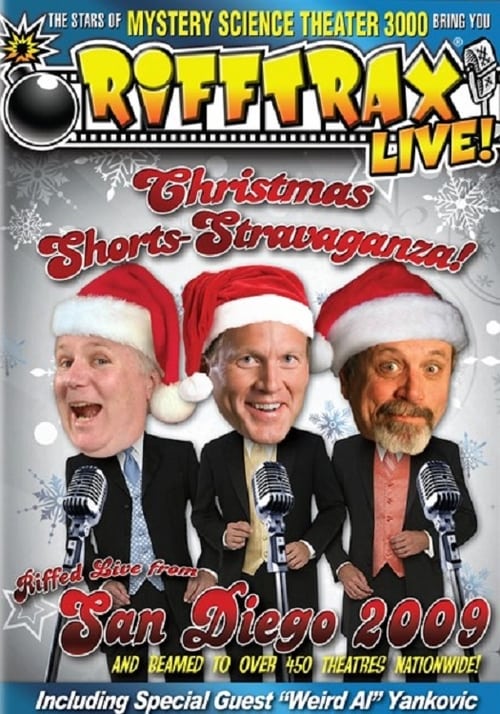 THE STARS OF MYSTERY SCIENCE THEATER 3000 BRING YOU
RIFFTRAX®
LIVE!
Christmas
Shorts-Stravaganza!
Riffed Live from
San Diego 2009
AND BEAMED TO OVER 450 THEATRES NATIONWIDE!
Including Special Guest “Weird Al” Yankovic